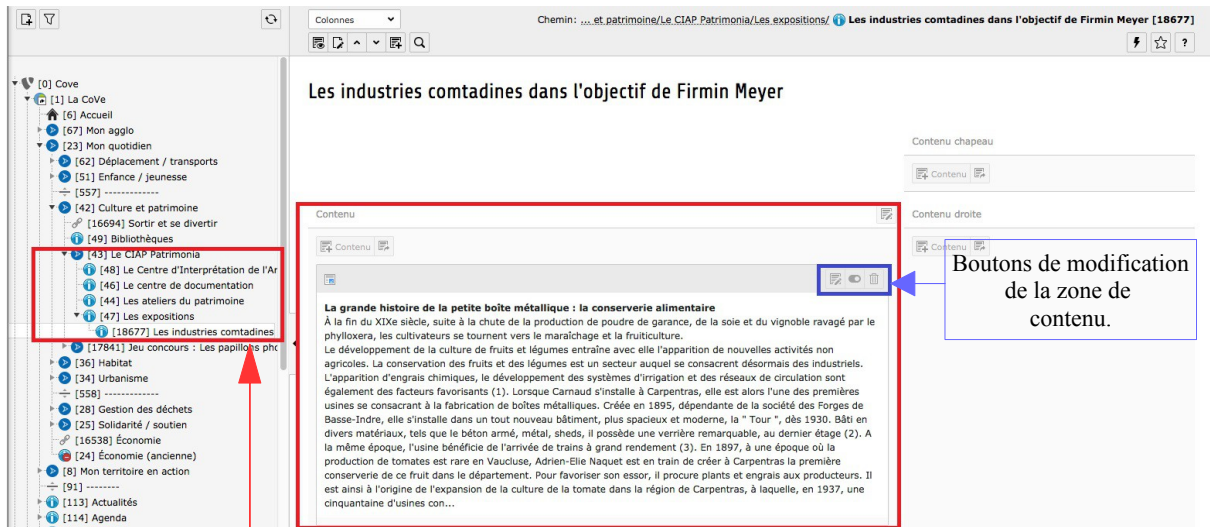 Colonnes
Chemin: ... et patrimoine/Le CIAP Patrimonia/Les expositions/ Les industries comtadines dans l'objectif de Firmin Meyer [18677]
?
[0] Cove
[1] La CoVe
[6] Accueil
[67] Mon agglo
[23] Mon quotidien
[62] Déplacement / transports
[51] Enfance / jeunesse
[557] -------------
[42] Culture et patrimoine
[16694] Sortir et se divertir
[49] Bibliothèques
[43] Le CIAP Patrimonia
[48] Le Centre d'Interprétation de l'Ar
[46] Le centre de documentation
[44] Les ateliers du patrimoine
[47] Les expositions
[18677] Les industries comtadines
[17841] Jeu concours : Les papillons pho
[36] Habitat
[34] Urbanisme
[558] -------------
[28] Gestion des déchets
[25] Solidarité / soutien
[16538] Économie
[24] Économie (ancienne)
[8] Mon territoire en action
[91] --------
[113] Actualités
[114] Agenda
Les industries comtadines dans l'objectif de Firmin Meyer
Contenu chapeau
Contenu
Contenu
Contenu droite
Contenu
Contenu
Boutons de modification
de la zone de
contenu.
La grande histoire de la petite boîte métallique : la conserverie alimentaire
À la fin du XIXe siècle, suite à la chute de la production de poudre de garance, de la soie et du vignoble ravagé par le
phylloxera, les cultivateurs se tournent vers le maraîchage et la fruiticulture.
Le développement de la culture de fruits et légumes entraîne avec elle l'apparition de nouvelles activités non
agricoles. La conservation des fruits et des légumes est un secteur auquel se consacrent désormais des industriels.
L'apparition d'engrais chimiques, le développement des systèmes d'irrigation et des réseaux de circulation sont
également des facteurs favorisants (1). Lorsque Carnaud s'installe à Carpentras, elle est alors l'une des premières
usines se consacrant à la fabrication de boîtes métalliques. Créée en 1895, dépendante de la société des Forges de
Basse-Indre, elle s'installe dans un tout nouveau bâtiment, plus spacieux et moderne, la " Tour ", dès 1930. Bâti en
divers matériaux, tels que le béton armé, métal, sheds, il possède une verrière remarquable, au dernier étage (2). A
la même époque, l'usine bénéficie de l'arrivée de trains à grand rendement (3). En 1897, à une époque où la
production de tomates est rare en Vaucluse, Adrien-Elie Naquet est en train de créer à Carpentras la première
conserverie de ce fruit dans le département. Pour favoriser son essor, il procure plants et engrais aux producteurs. Il
est ainsi à l'origine de l'expansion de la culture de la tomate dans la région de Carpentras, à laquelle, en 1937, une
cinquantaine d'usines con...